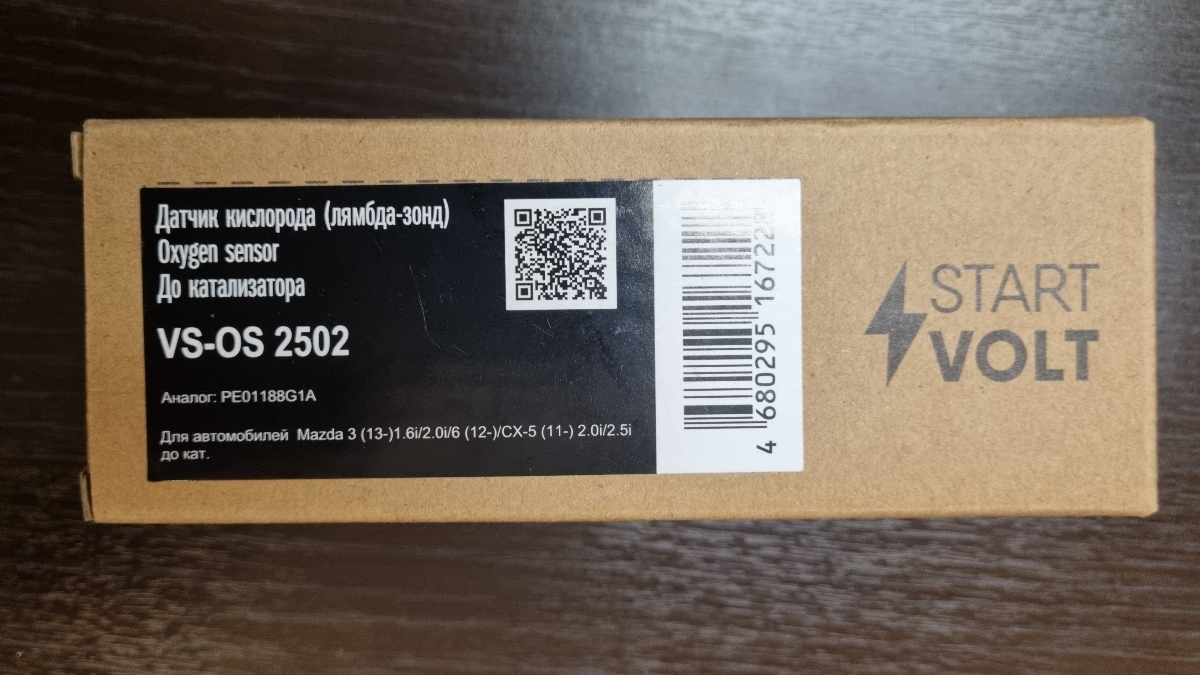 Датчик кислорода (лямбда-зонд)
Oxygen sensor
До катализатора
VS-OS 2502
Аналог: PE01188G1A
Для автомобилей Mazda 3 (13-)1.6i/2.0i/6 (12-)/CX-5 (11-) 2.0i/2.5i
до кат.
4 680295 167228
START
VOLT